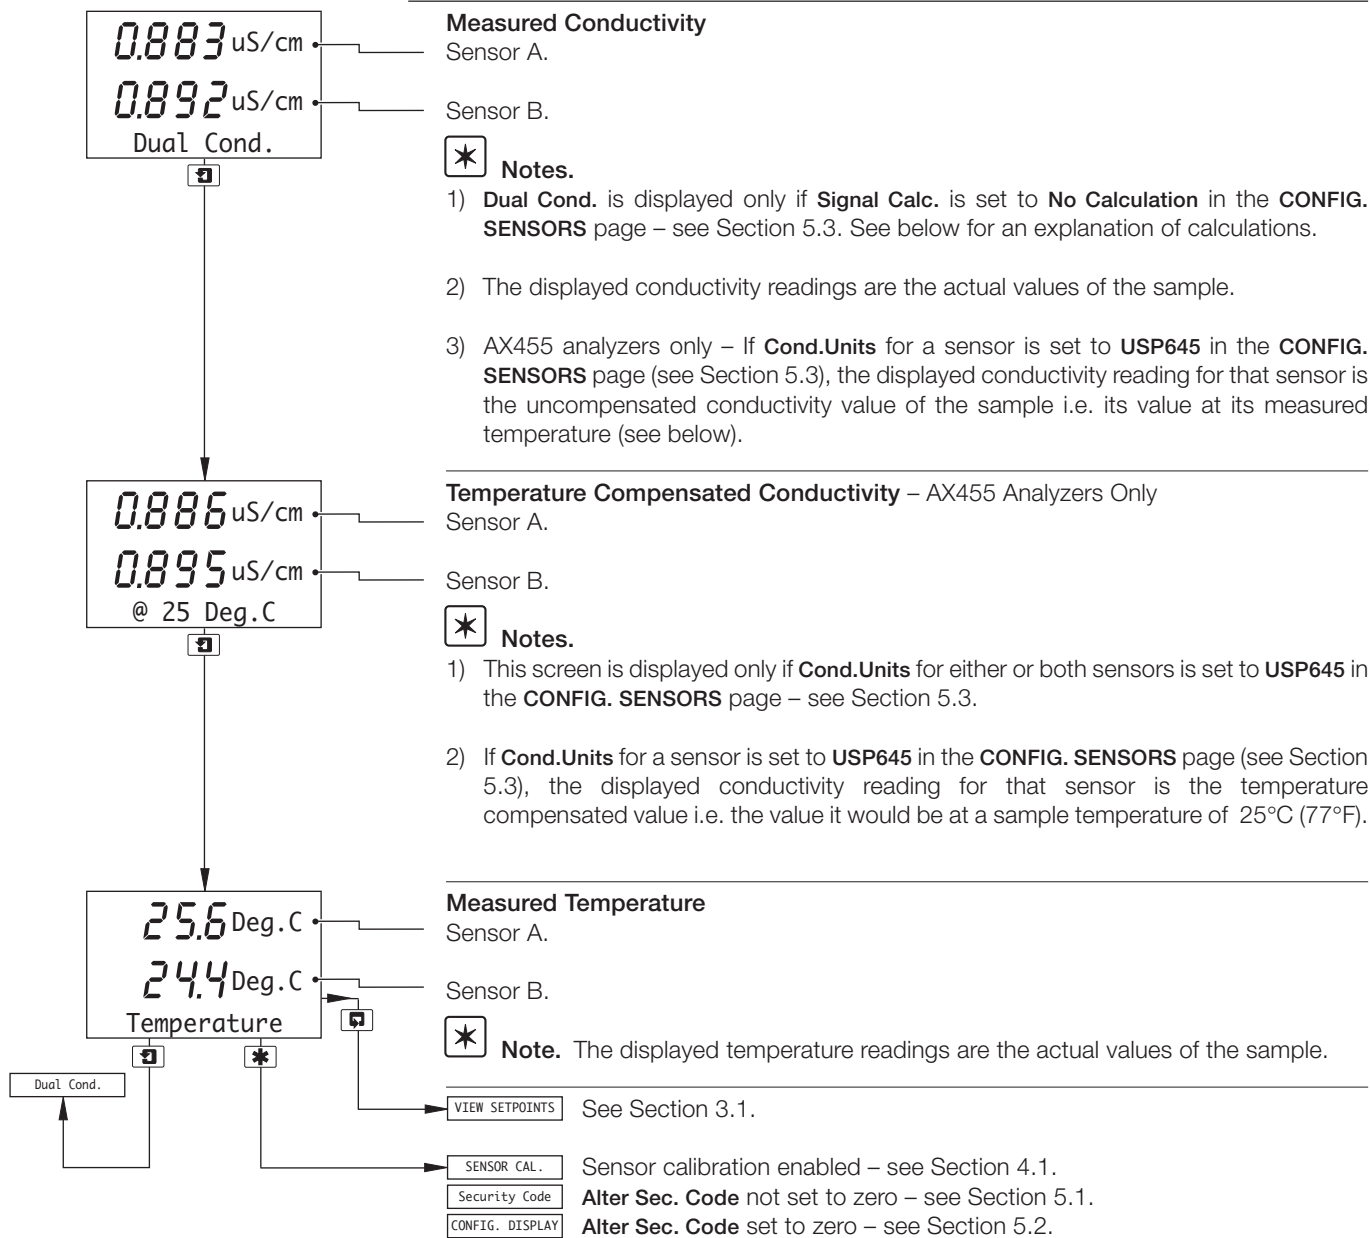 0.883 uS/cm
0.892 uS/cm
Dual Cond.
Measured Conductivity
Sensor A.
Sensor B.
Notes.
1) Dual Cond. is displayed only if Signal Calc. is set to No Calculation in the CONFIG.
SENSORS page – see Section 5.3. See below for an explanation of calculations.
2) The displayed conductivity readings are the actual values of the sample.
3) AX455 analyzers only – If Cond.Units for a sensor is set to USP645 in the CONFIG.
SENSORS page (see Section 5.3), the displayed conductivity reading for that sensor is
the uncompensated conductivity value of the sample i.e. its value at its measured
temperature (see below).
0.886 uS/cm
0.895 uS/cm
@ 25 Deg.C
Temperature Compensated Conductivity – AX455 Analyzers Only
Sensor A.
Sensor B.
Notes.
1) This screen is displayed only if Cond.Units for either or both sensors is set to USP645 in
the CONFIG. SENSORS page – see Section 5.3.
2) If Cond.Units for a sensor is set to USP645 in the CONFIG. SENSORS page (see Section
5.3), the displayed conductivity reading for that sensor is the temperature
compensated value i.e. the value it would be at a sample temperature of 25°C (77°F).
25.6 Deg.C
24.4 Deg.C
Temperature
Measured Temperature
Sensor A.
Sensor B.
Note. The displayed temperature readings are the actual values of the sample.
Dual Cond.
VIEW SETPOINTS See Section 3.1.
SENSOR CAL. Sensor calibration enabled – see Section 4.1.
Security Code Alter Sec. Code not set to zero – see Section 5.1.
CONFIG. DISPLAY Alter Sec. Code set to zero – see Section 5.2.